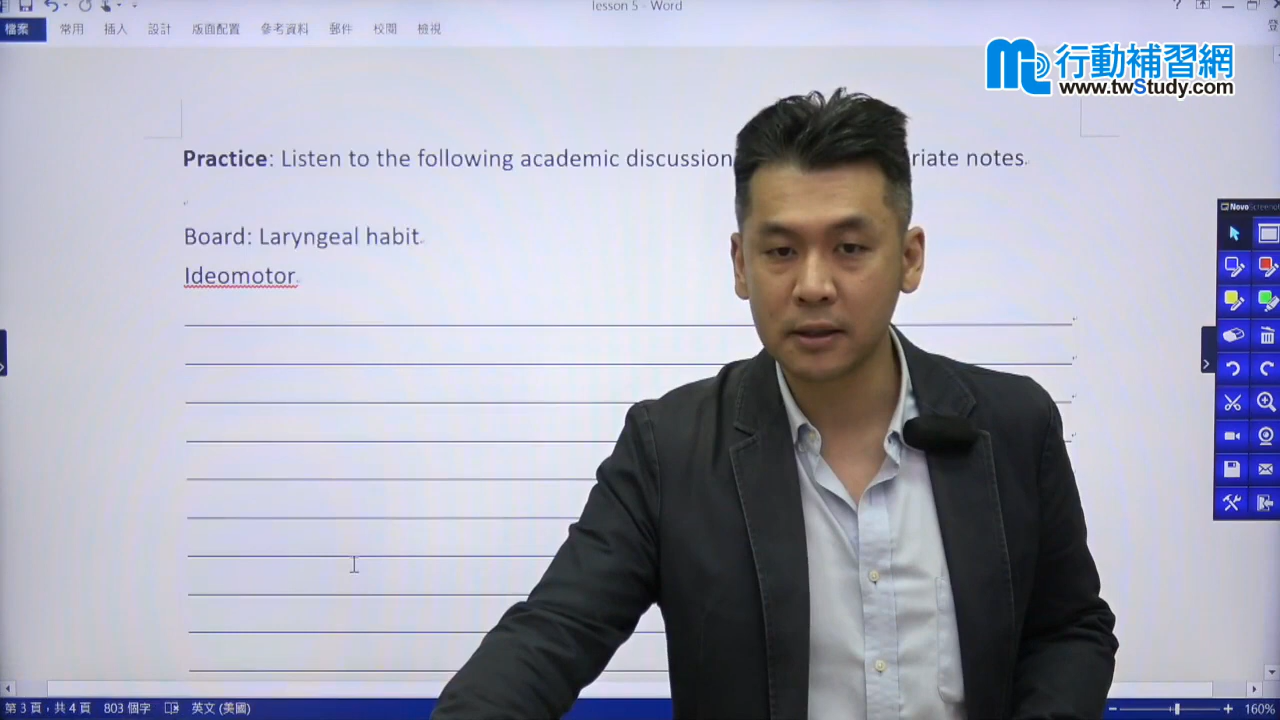 lesson 5 - Word
檔案 常用 插入 設計 版面配置 參考資料 郵件 校閱 檢視
行動補習網
www.twStudy.com
Practice: Listen to the following academic discussion riate notes.
Board: Laryngeal habit
Ideomotor
NovoScreenot
第 3 頁，共 4 頁 803 個字 英文 (美國) 160%